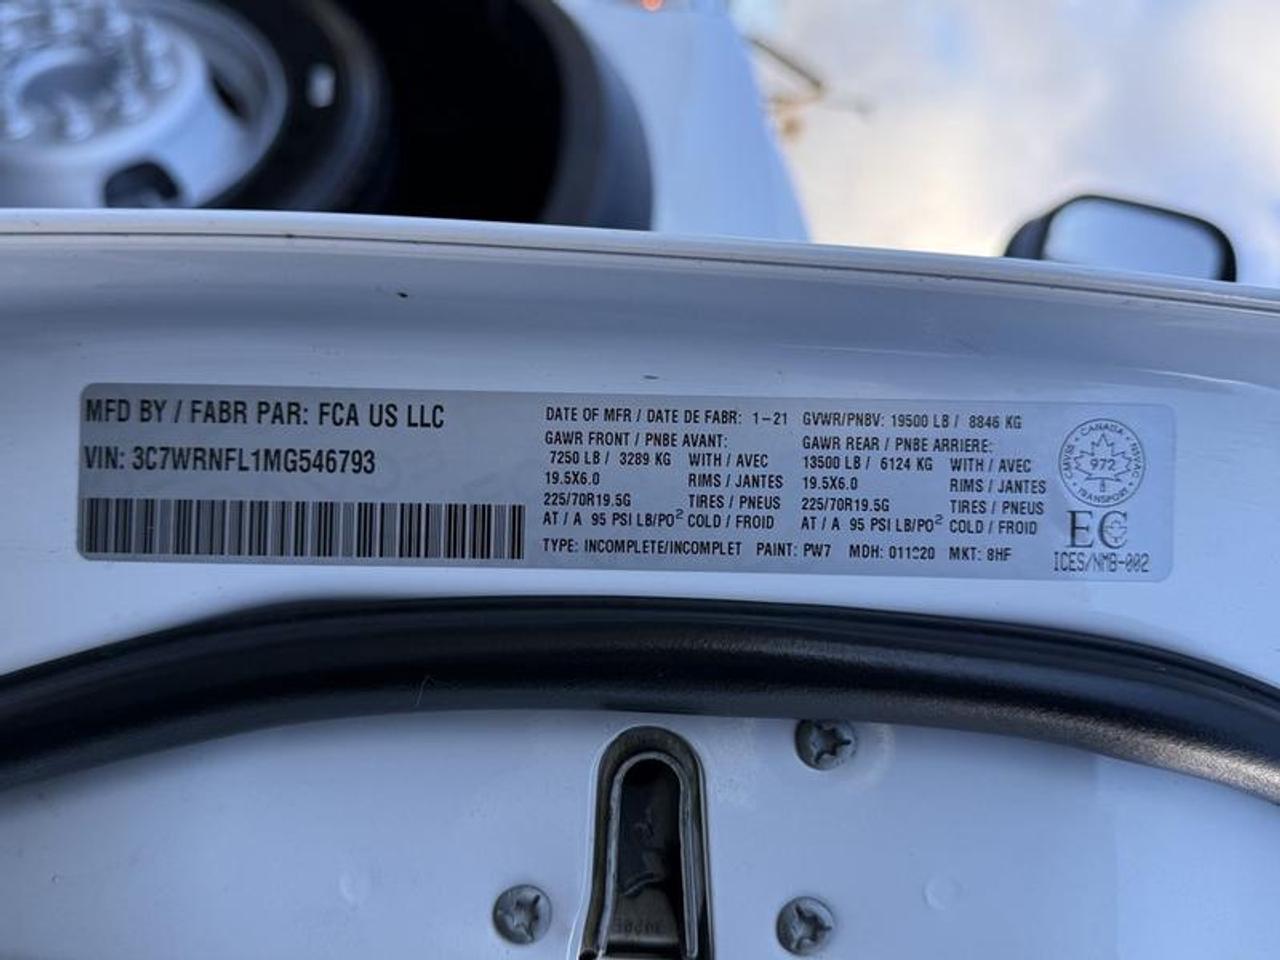 MFD BY / FABR PAR: FCA US LLC
VIN: 3C7WRNFL1MG546793
DATE OF MFR / DATE DE FABR: 1-21 GVWR/PNBV: 19500 LB / 8846 KG
GAWR FRONT / PNBE AVANT: GAWR REAR / PNBE ARRIERE:
7250 LB / 3289 KG WITH / AVEC 13500 LB / 6124 KG WITH / AVEC
19.5X6.0 RIMS / JANTES 19.5X6.0 RIMS / JANTES
225/70R19.5G TIRES / PNEUS 225/70R19.5G TIRES / PNEUS
AT / A 95 PSI LB/PO² COLD / FROID AT / A 95 PSI LB/PO² COLD / FROID
TYPE: INCOMPLETE/INCOMPLET PAINT: PW7 MDH: MKT: 8HF
CANADA
CMVSS 972 NSVAC
TRANSPORT
EC
ICES/NMB-002